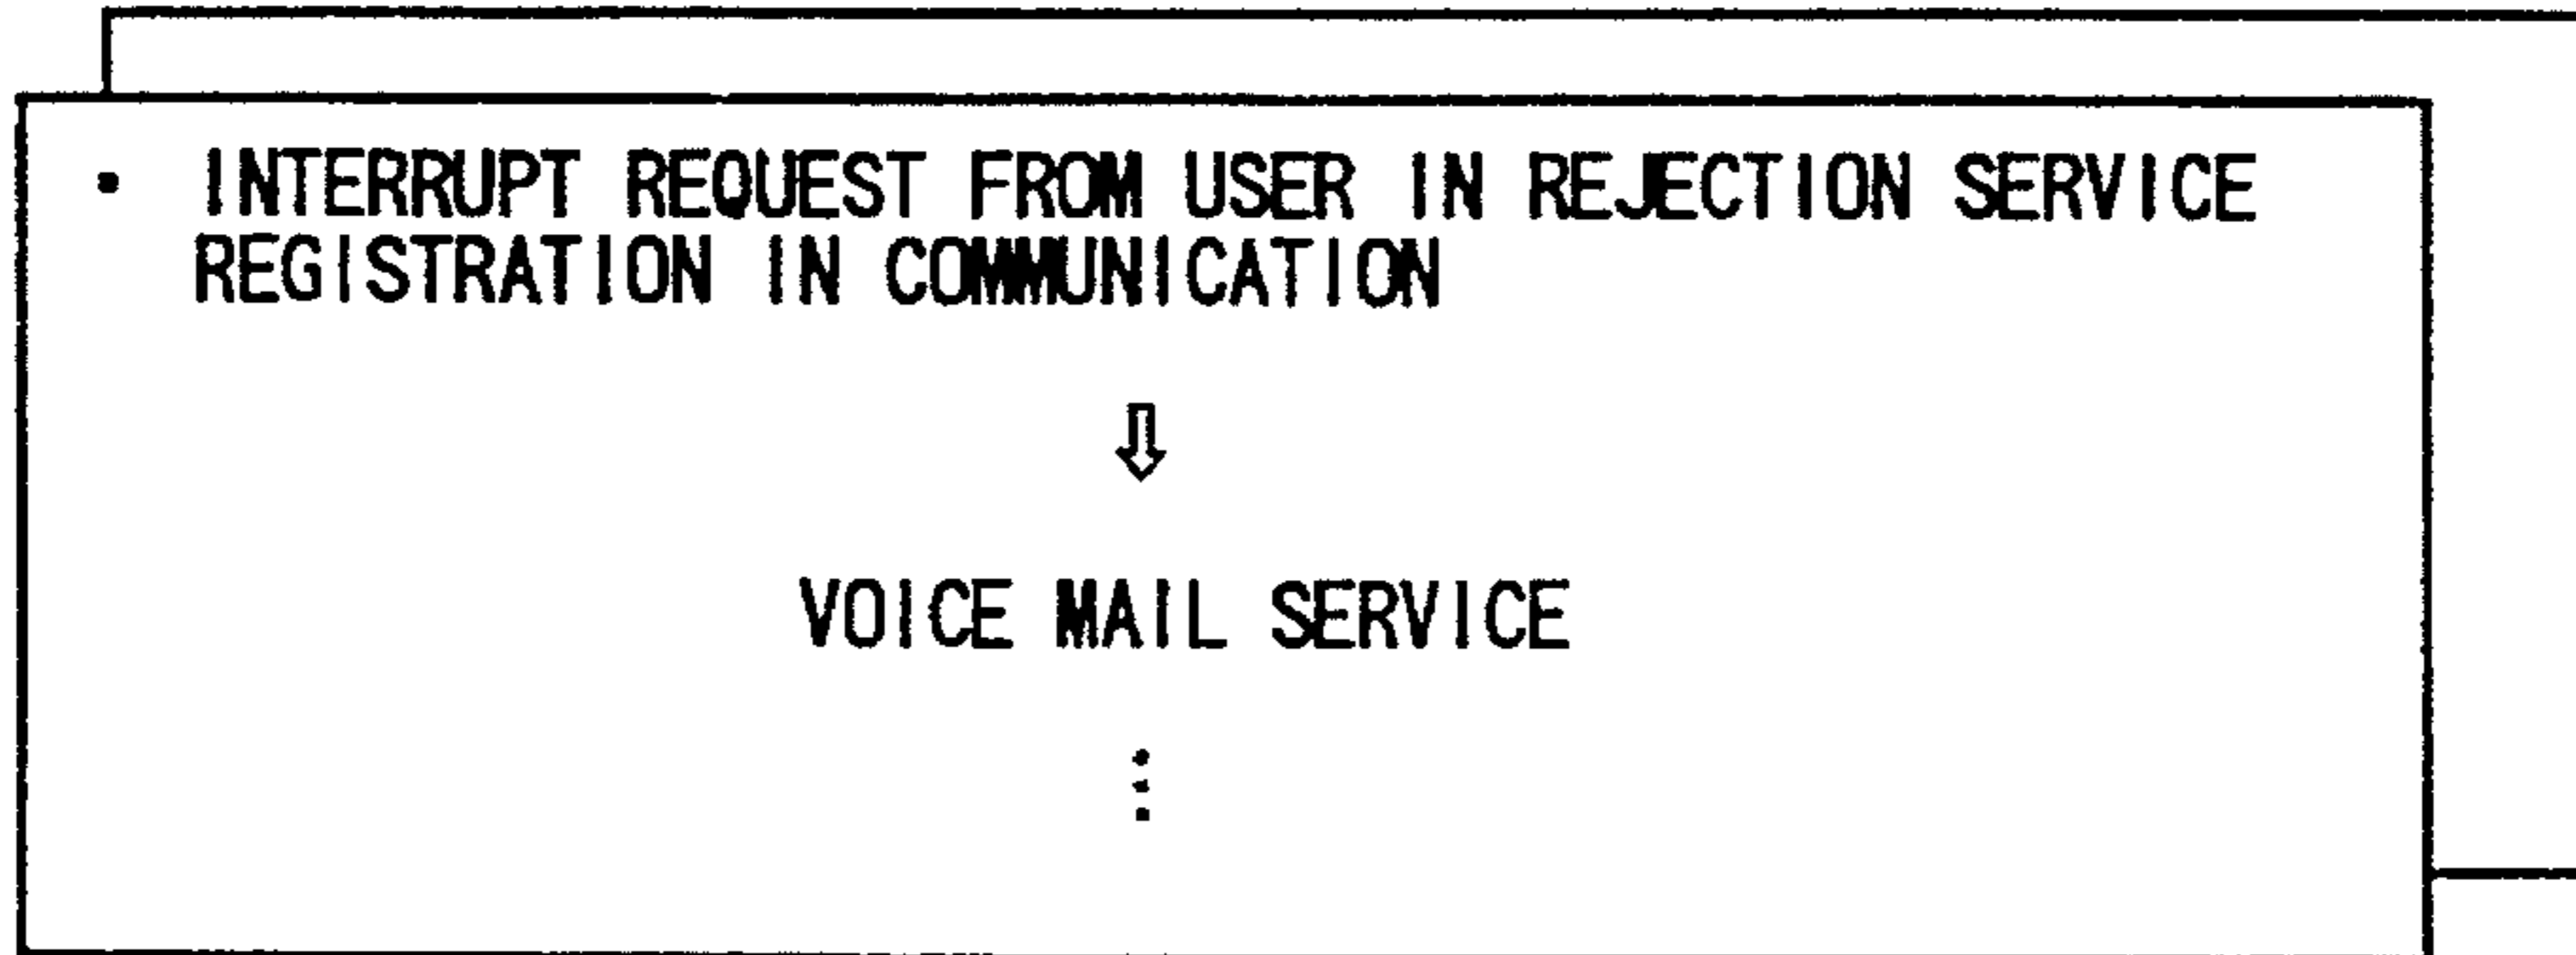 • INTERRUPT REQUEST FROM USER IN REJECTION SERVICE
REGISTRATION IN COMMUNICATION
⇩
VOICE MAIL SERVICE
⋮